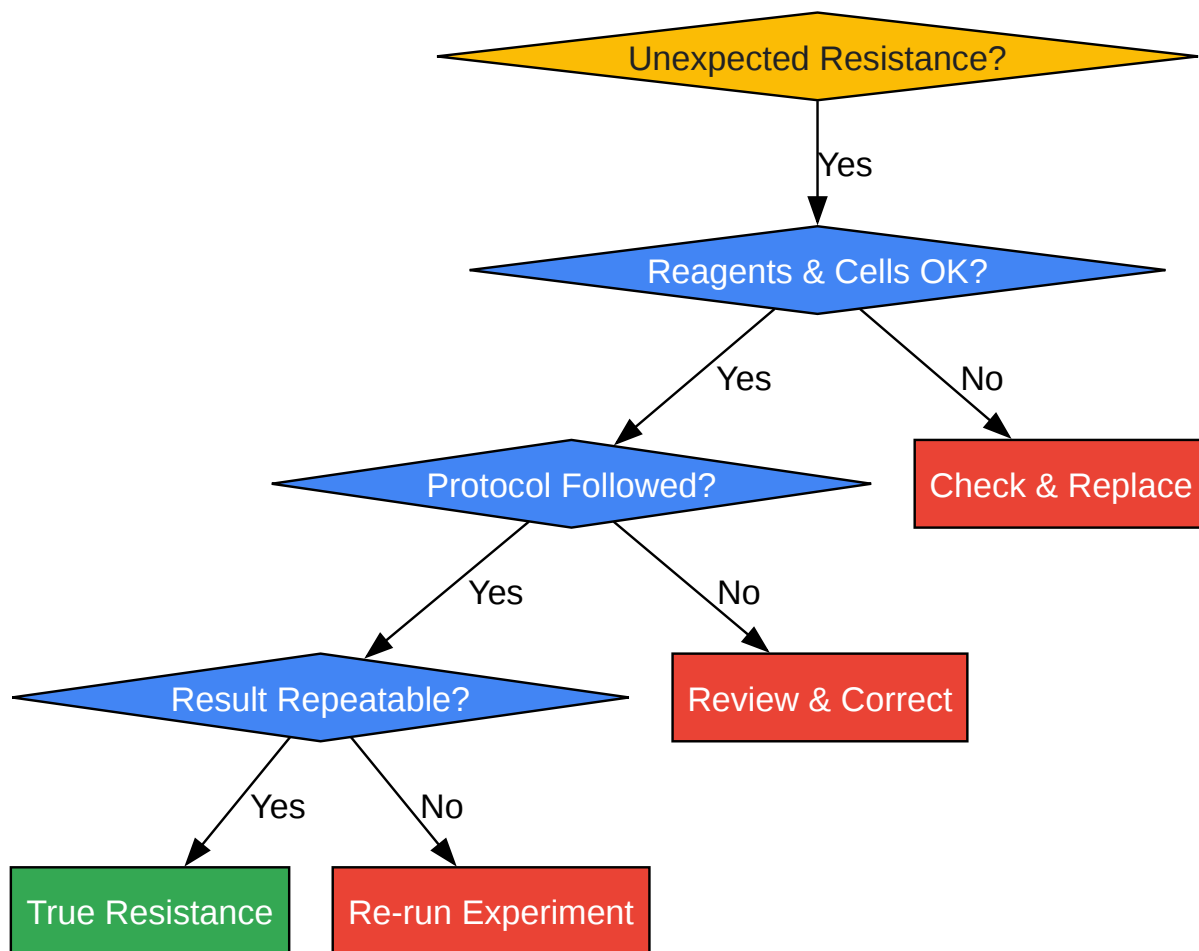 Unexpected Resistance?
Yes
Reagents & Cells OK?
Yes
No
Protocol Followed?
Check & Replace
Yes
No
Result Repeatable?
Review & Correct
Yes
No
True Resistance
Re-run Experiment